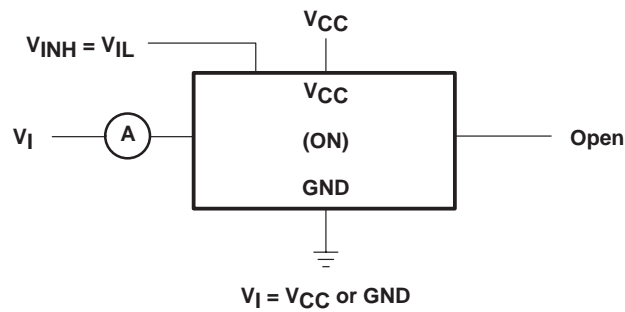 VCC
VINH = VIL
VCC
VI
A
(ON)
Open
GND
VI = VCC or GND